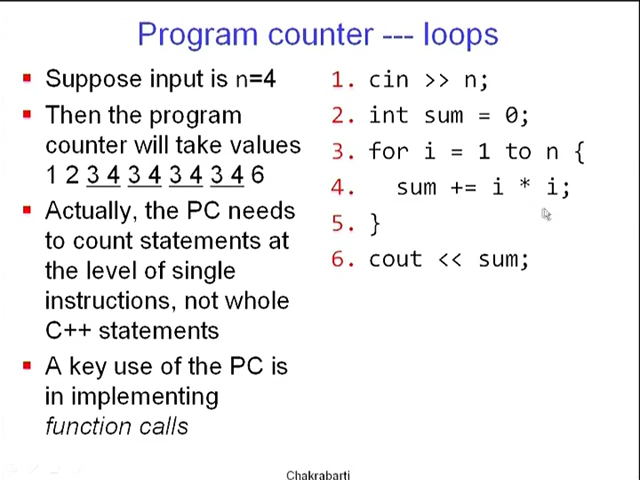 Program counter --- loops
Suppose input is n=4
Then the program
counter will take values
1 2 3 4 3 4 3 4 3 4 6
Actually, the PC needs
to count statements at
the level of single
instructions, not whole
C++ statements
A key use of the PC is
in implementing
function calls
1. cin >> n;
2. int sum = 0;
3. for i = 1 to n {
4. sum += i * i;
5. }
6. cout << sum;
Chakrabarti